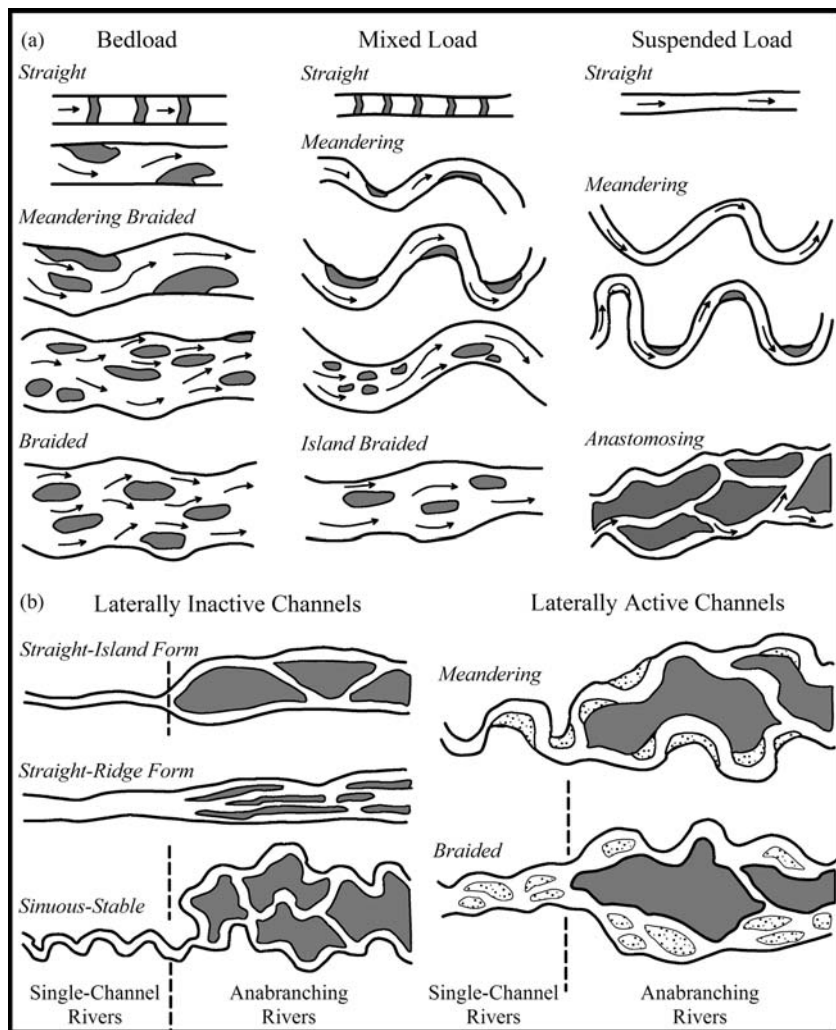 (a)
Bedload
Mixed Load
Suspended Load
Straight
Straight
Straight
Meandering
Meandering
Meandering Braided
Braided
Island Braided
Anastomosing
(b)
Laterally Inactive Channels
Laterally Active Channels
Straight-Island Form
Meandering
Straight-Ridge Form
Braided
Sinuous-Stable
Single-Channel
Rivers
Anabranching
Rivers
Single-Channel
Rivers
Anabranching
Rivers